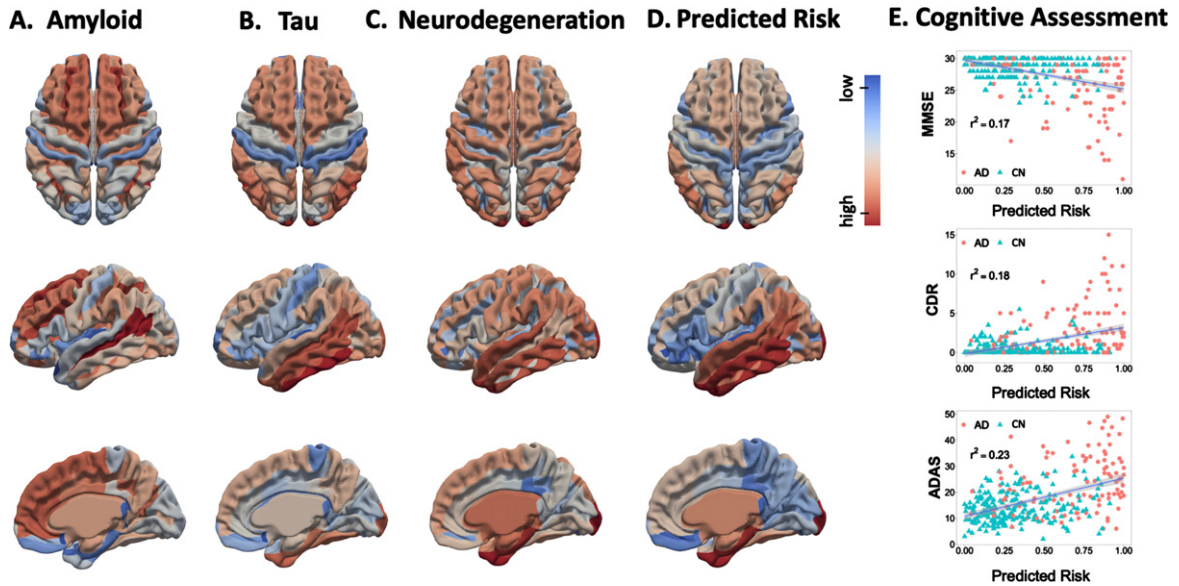 A. Amyloid
B. Tau
C. Neurodegeneration
D. Predicted Risk
E. Cognitive Assessment
low
high
30
25
20
15
MMSE
r² = 0.17
AD CN
0.00 0.25 0.50 0.75 1.00
Predicted Risk
15
10
5
0
CDR
AD CN
r² = 0.18
0.00 0.25 0.50 0.75 1.00
Predicted Risk
50
40
30
20
10
0
ADAS
AD CN
r² = 0.23
0.00 0.25 0.50 0.75 1.00
Predicted Risk